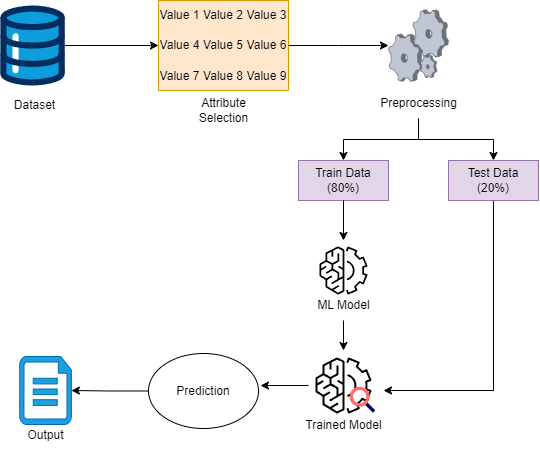 Value 1 Value 2 Value 3
Value 4 Value 5 Value 6
Value 7 Value 8 Value 9
Dataset
Attribute
Selection
Preprocessing
Train Data
(80%)
Test Data
(20%)
ML Model
Prediction
Trained Model
Output